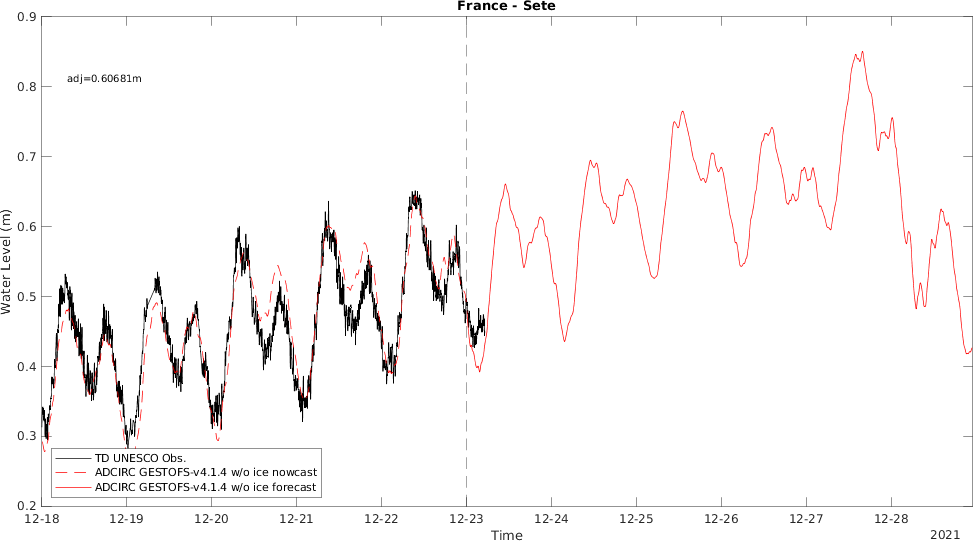 France - Sete
adj=0.60681m
Water Level (m)
0.9
0.8
0.7
0.6
0.5
0.4
0.3
0.2
TD UNESCO Obs.
ADCIRC GESTOFS-v4.1.4 w/o ice nowcast
ADCIRC GESTOFS-v4.1.4 w/o ice forecast
12-18 12-19 12-20 12-21 12-22 12-23 12-24 12-25 12-26 12-27 12-28
Time
2021